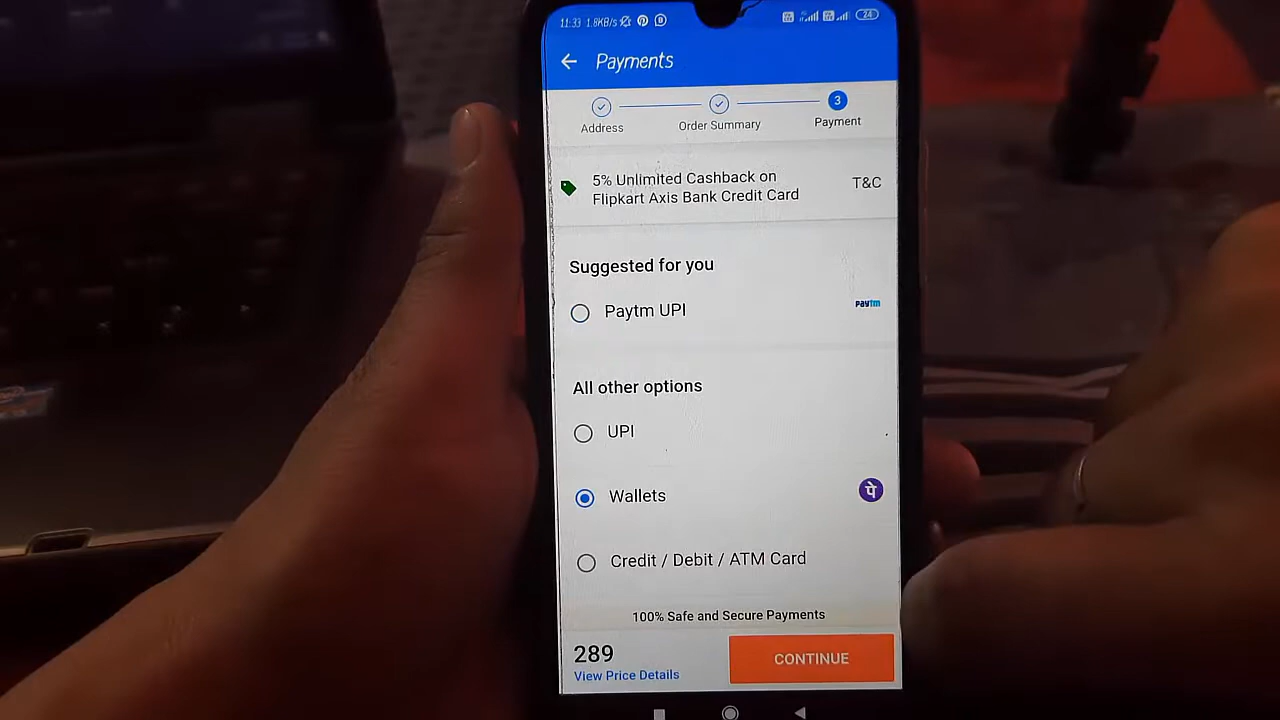 11:33 1.8KB/s 24
Payments
3
Address
Order Summary
Payment
5% Unlimited Cashback on
Flipkart Axis Bank Credit Card
T&C
Suggested for you
Paytm UPI
Paytm
All other options
UPI
Wallets
पे
Credit / Debit / ATM Card
100% Safe and Secure Payments
289
View Price Details
CONTINUE